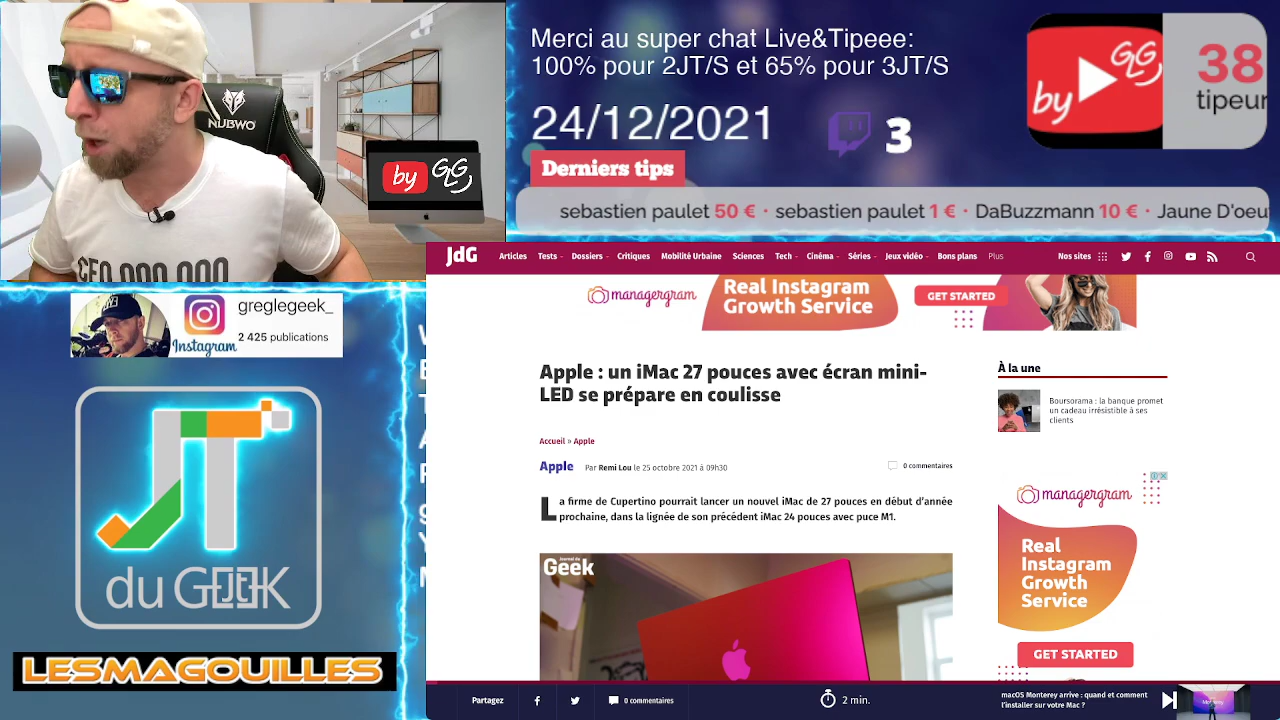 NUBWO
by GLG
Merci au super chat Live&Tipeee:
100% pour 2JT/S et 65% pour 3JT/S
24/12/2021
3
Derniers tips
sebastien paulet 50 € · sebastien paulet 1 € · DaBuzzmann 10 € · Jaune D'oeu
by GLG
38
tipeur
greglegeek_
2 425 publications
Instagram
JT
du GEEK
LESMAGOUILLES
JdG
Articles Tests Dossiers Critiques Mobilité Urbaine Sciences Tech Cinéma Séries Jeux vidéo Bons plans Plus
Nos sites
managergram
Real Instagram
Growth Service
GET STARTED
Apple : un iMac 27 pouces avec écran mini-
LED se prépare en coulisse
Accueil » Apple
Apple Par Remi Lou le 25 octobre 2021 à 09h30
0 commentaires
La firme de Cupertino pourrait lancer un nouvel iMac de 27 pouces en début d'année
prochaine, dans la lignée de son précédent iMac 24 pouces avec puce M1.
Journal du
Geek
À la une
Boursorama : la banque promet
un cadeau irrésistible à ses
clients
managergram
Real
Instagram
Growth
Service
GET STARTED
Partagez
0 commentaires
2 min.
macOS Monterey arrive : quand et comment
l'installer sur votre Mac ?